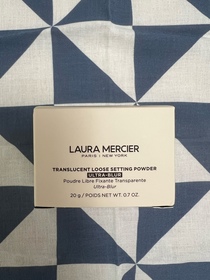 LAURA MERCIER
PARIS | NEW YORK
TRANSLUCENT LOOSE SETTING POWDER
ULTRA-BLUR
Poudre Libre Fixante Transparente
Ultra-Blur
20 g / POIDS NET WT. 0.7 OZ.